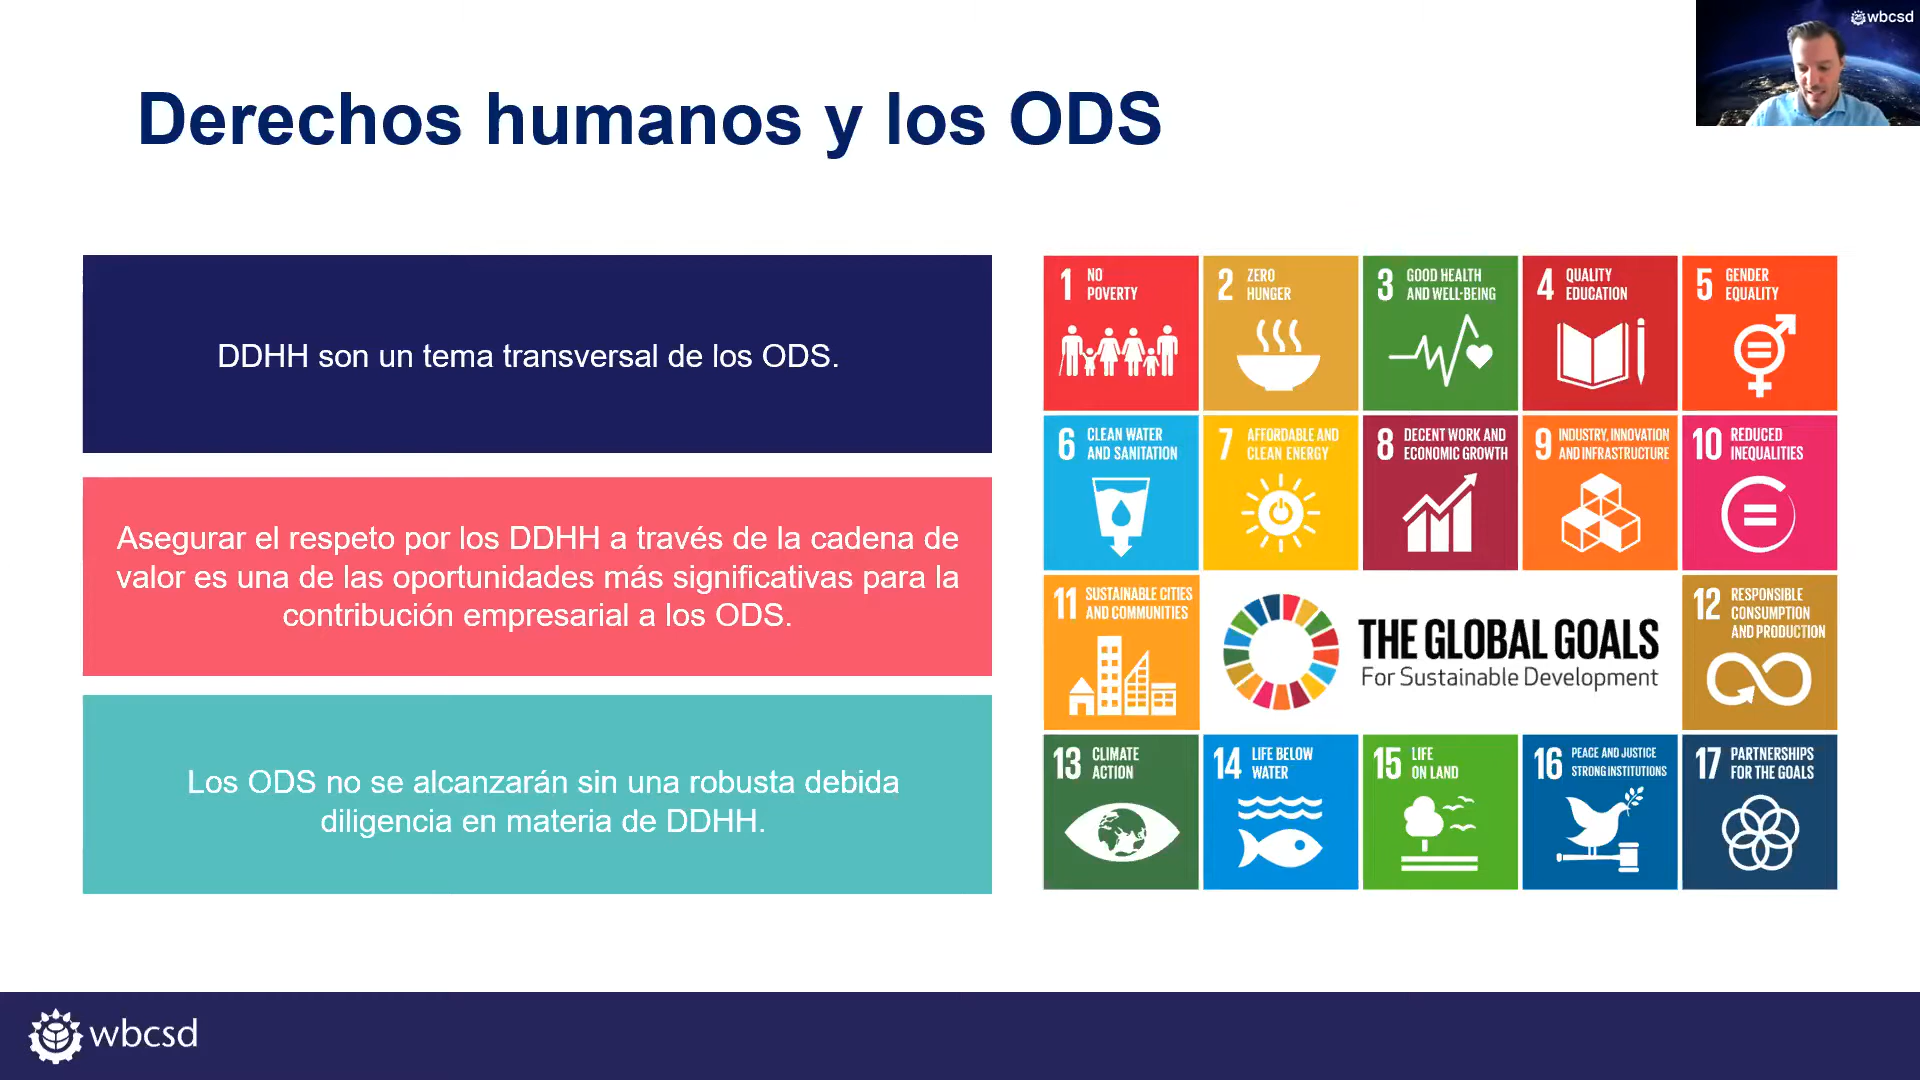 wbcsd
Derechos humanos y los ODS
DDHH son un tema transversal de los ODS.
Asegurar el respeto por los DDHH a través de la cadena de
valor es una de las oportunidades más significativas para la
contribución empresarial a los ODS.
Los ODS no se alcanzarán sin una robusta debida
diligencia en materia de DDHH.
1 NO
POVERTY
2 ZERO
HUNGER
3 GOOD HEALTH
AND WELL-BEING
4 QUALITY
EDUCATION
5 GENDER
EQUALITY
6 CLEAN WATER
AND SANITATION
7 AFFORDABLE AND
CLEAN ENERGY
8 DECENT WORK AND
ECONOMIC GROWTH
9 INDUSTRY, INNOVATION
AND INFRASTRUCTURE
10 REDUCED
INEQUALITIES
11 SUSTAINABLE CITIES
AND COMMUNITIES
THE GLOBAL GOALS
For Sustainable Development
12 RESPONSIBLE
CONSUMPTION
AND PRODUCTION
13 CLIMATE
ACTION
14 LIFE BELOW
WATER
15 LIFE
ON LAND
16 PEACE AND JUSTICE
STRONG INSTITUTIONS
17 PARTNERSHIPS
FOR THE GOALS
wbcsd